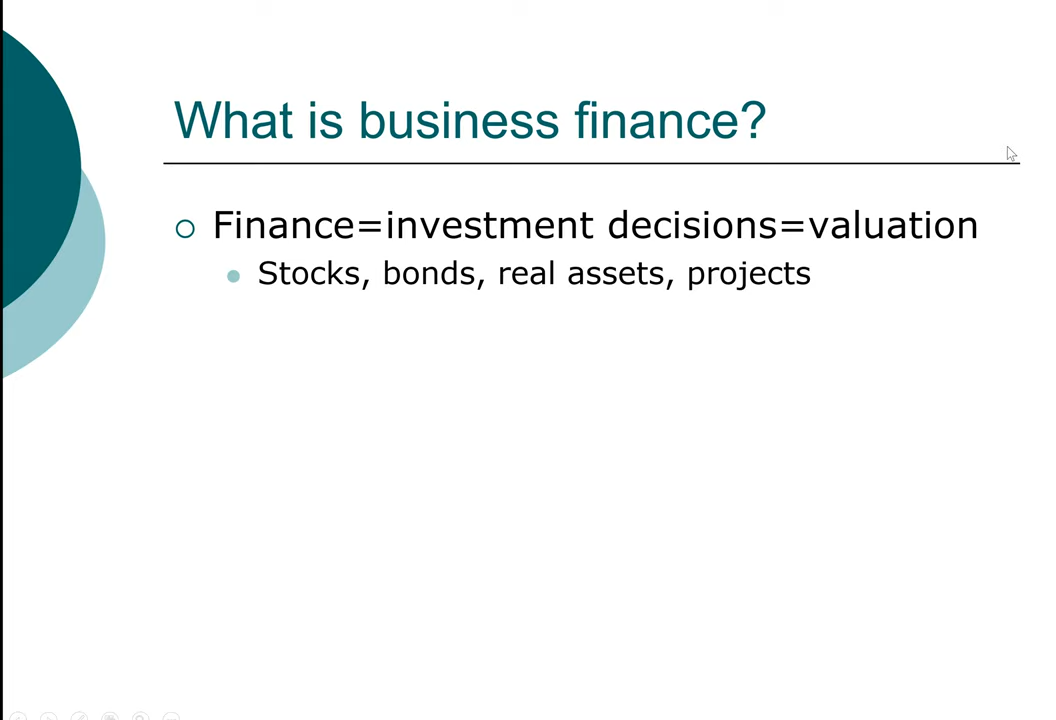 What is business finance?
Finance=investment decisions=valuation
Stocks, bonds, real assets, projects